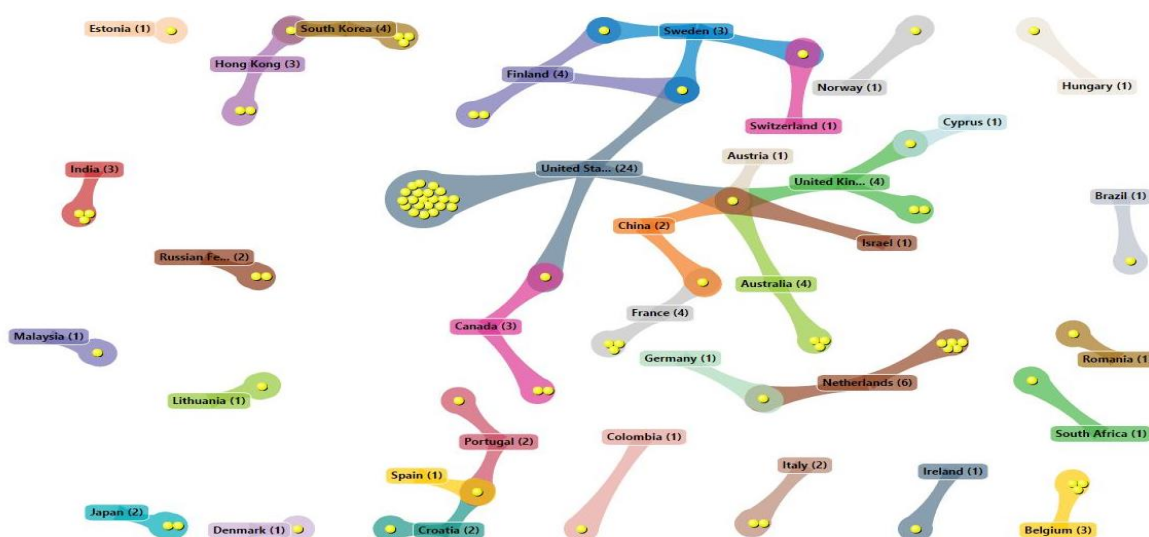 Estonia (1)
South Korea (4)
Sweden (3)
Hong Kong (3)
Finland (4)
Norway (1)
Hungary (1)
Switzerland (1)
Cyprus (1)
Austria (1)
India (3)
United Sta... (24)
United Kin... (4)
Brazil (1)
China (2)
Israel (1)
Russian Fe... (2)
Australia (4)
France (4)
Canada (3)
Malaysia (1)
Germany (1)
Romania (1
Netherlands (6)
Lithuania (1)
Portugal (2)
Colombia (1)
South Africa (1)
Italy (2)
Ireland (1)
Spain (1)
Japan (2)
Denmark (1)
Croatia (2)
Belgium (3)